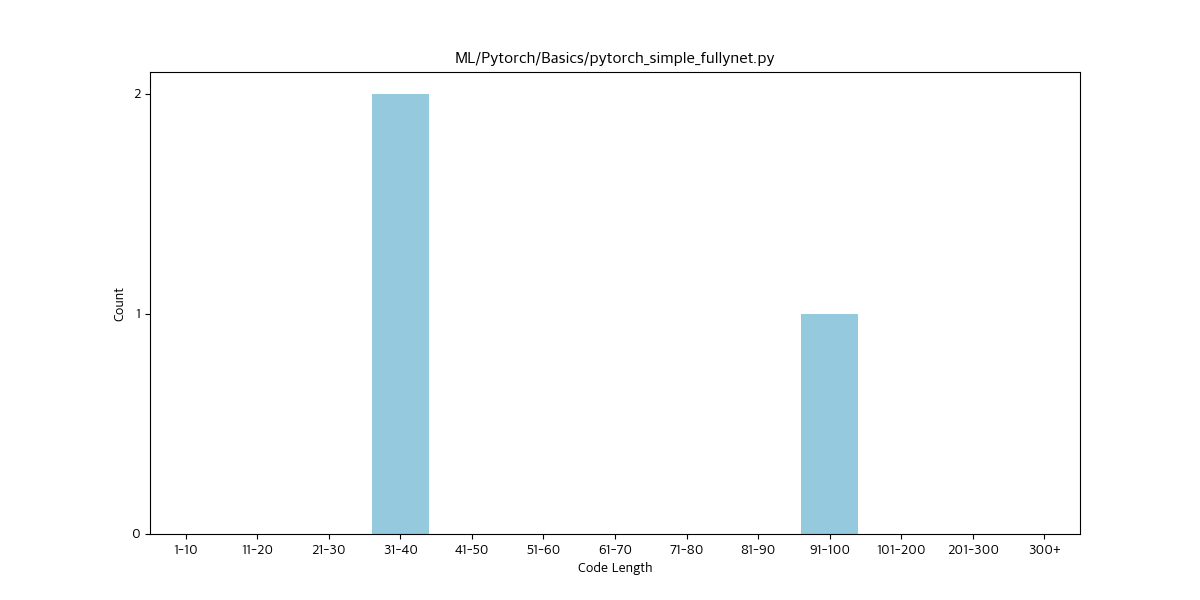 ML/Pytorch/Basics/pytorch_simple_fullynet.py
2
1
0
Count
1-10 11-20 21-30 31-40 41-50 51-60 61-70 71-80 81-90 91-100 101-200 201-300 300+
Code Length